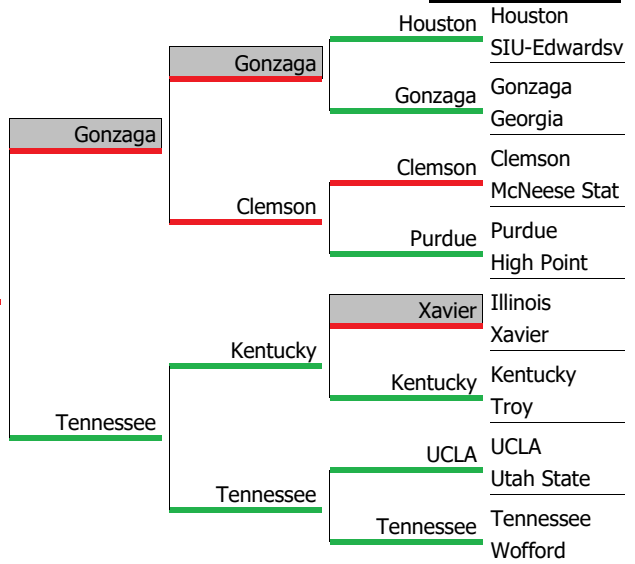 Houston
SIU-Edwardsv
Gonzaga
Georgia
Clemson
McNeese Stat
Purdue
High Point
Illinois
Xavier
Kentucky
Troy
UCLA
Utah State
Tennessee
Wofford
Houston
Gonzaga
Clemson
Purdue
Xavier
Kentucky
UCLA
Tennessee
Gonzaga
Clemson
Kentucky
Tennessee
Gonzaga
Tennessee